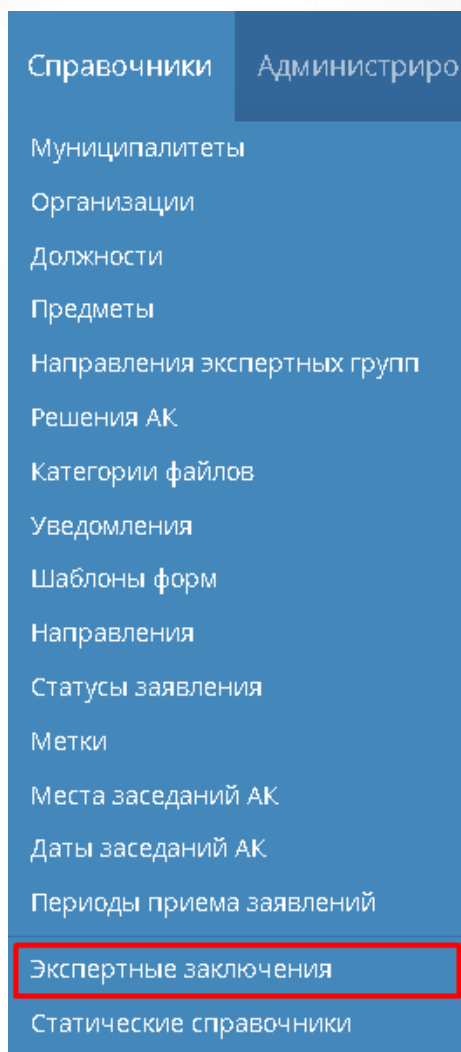 Справочники Администриро
Муниципалитеты
Организации
Должности
Предметы
Направления экспертных групп
Решения АК
Категории файлов
Уведомления
Шаблоны форм
Направления
Статусы заявления
Метки
Места заседаний АК
Даты заседаний АК
Периоды приема заявлений
Экспертные заключения
Статические справочники